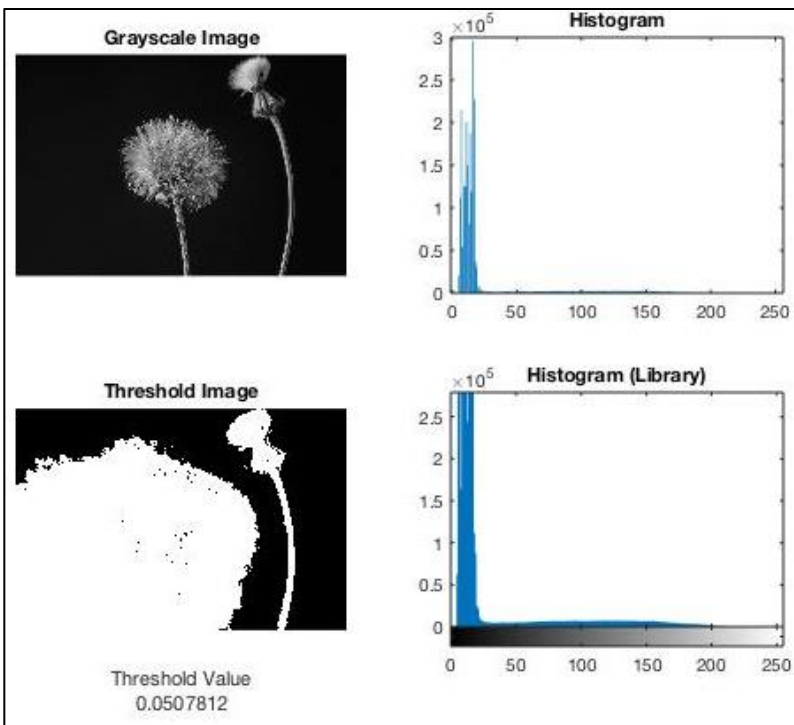 Grayscale Image
Histogram
×10^5
3
2.5
2
1.5
1
0.5
0
0 50 100 150 200 250
Threshold Image
Histogram (Library)
×10^5
2.5
2
1.5
1
0.5
0
0 50 100 150 200 250
Threshold Value
0.0507812